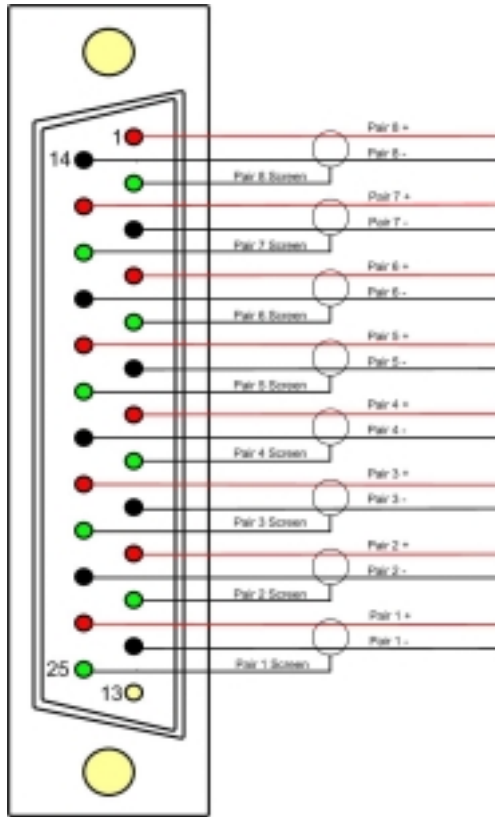 Pair 8 +
1
14
Pair 8 -
Pair 8 Screen
Pair 7 +
Pair 7 -
Pair 7 Screen
Pair 6 +
Pair 6 -
Pair 6 Screen
Pair 5 +
Pair 5 -
Pair 5 Screen
Pair 4 +
Pair 4 -
Pair 4 Screen
Pair 3 +
Pair 3 -
Pair 3 Screen
Pair 2 +
Pair 2 -
Pair 2 Screen
Pair 1 +
Pair 1 -
Pair 1 Screen
25
13